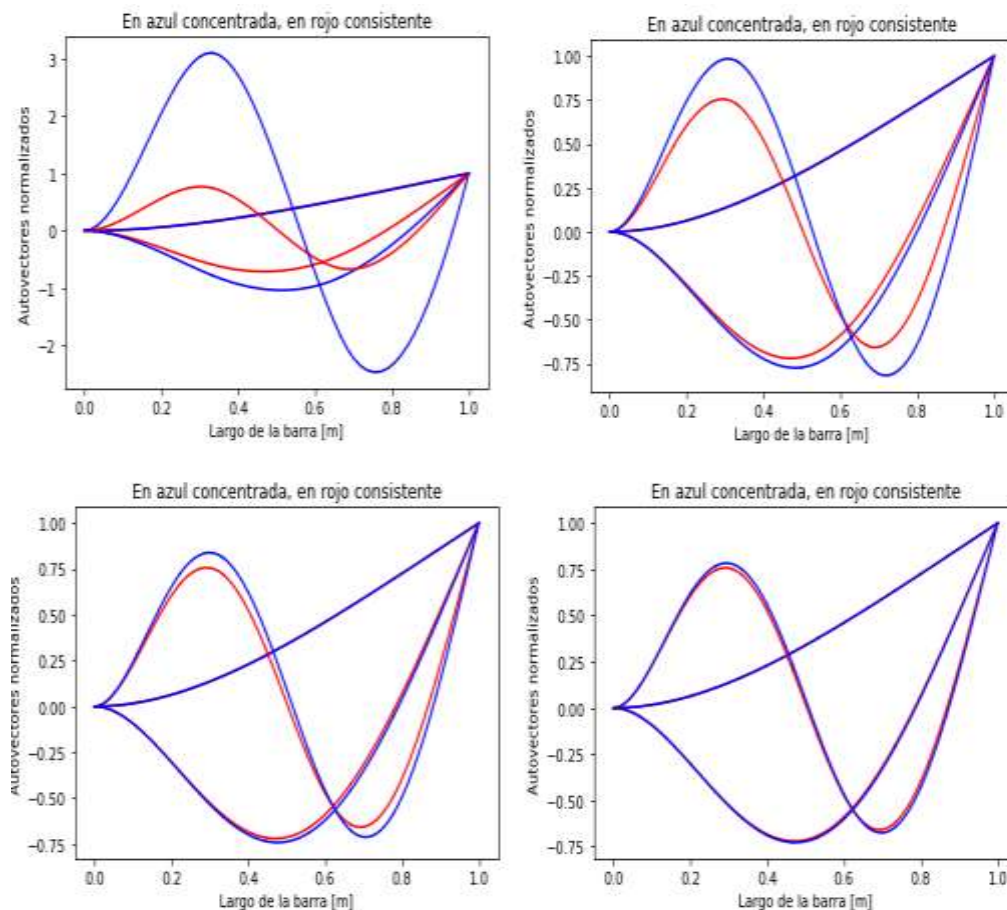 En azul concentrada, en rojo consistente
3
2
1
0
−1
−2
Autovectores normalizados
0.0 0.2 0.4 0.6 0.8 1.0
Largo de la barra [m]
En azul concentrada, en rojo consistente
1.00
0.75
0.50
0.25
0.00
−0.25
−0.50
−0.75
Autovectores normalizados
0.0 0.2 0.4 0.6 0.8 1.0
Largo de la barra [m]
En azul concentrada, en rojo consistente
1.00
0.75
0.50
0.25
0.00
−0.25
−0.50
−0.75
Autovectores normalizados
0.0 0.2 0.4 0.6 0.8 1.0
Largo de la barra [m]
En azul concentrada, en rojo consistente
1.00
0.75
0.50
0.25
0.00
−0.25
−0.50
−0.75
Autovectores normalizados
0.0 0.2 0.4 0.6 0.8 1.0
Largo de la barra [m]